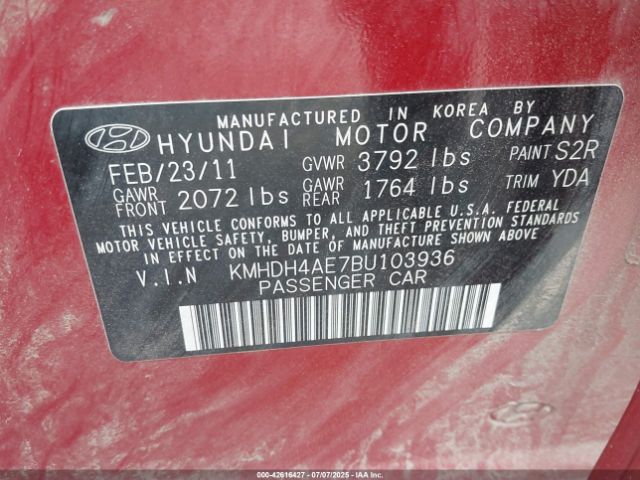 MANUFACTURED IN KOREA BY
HYUNDAI MOTOR COMPANY
FEB/23/11 GVWR 3792 lbs PAINT S2R
GAWR FRONT 2072 lbs GAWR REAR 1764 lbs TRIM YDA
THIS VEHICLE CONFORMS TO ALL APPLICABLE U.S.A. FEDERAL
MOTOR VEHICLE SAFETY, BUMPER, AND THEFT PREVENTION STANDARDS
IN EFFECT ON THE DATE OF MANUFACTURE SHOWN ABOVE
V.I.N KMHDH4AE7BU103936
PASSENGER CAR
000-42616427 - 07/07/2025 - IAAI.COM